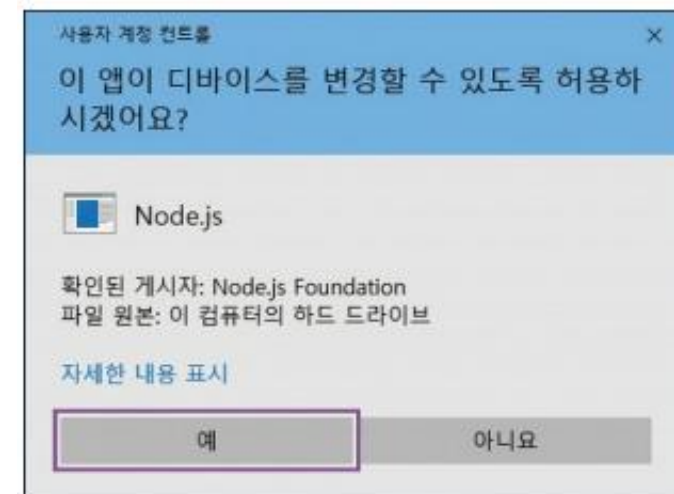 사용자 계정 컨트롤
이 앱이 디바이스를 변경할 수 있도록 허용하
시겠어요?
Node.js
확인된 게시자: Node.js Foundation
파일 원본: 이 컴퓨터의 하드 드라이브
자세한 내용 표시
예
아니요